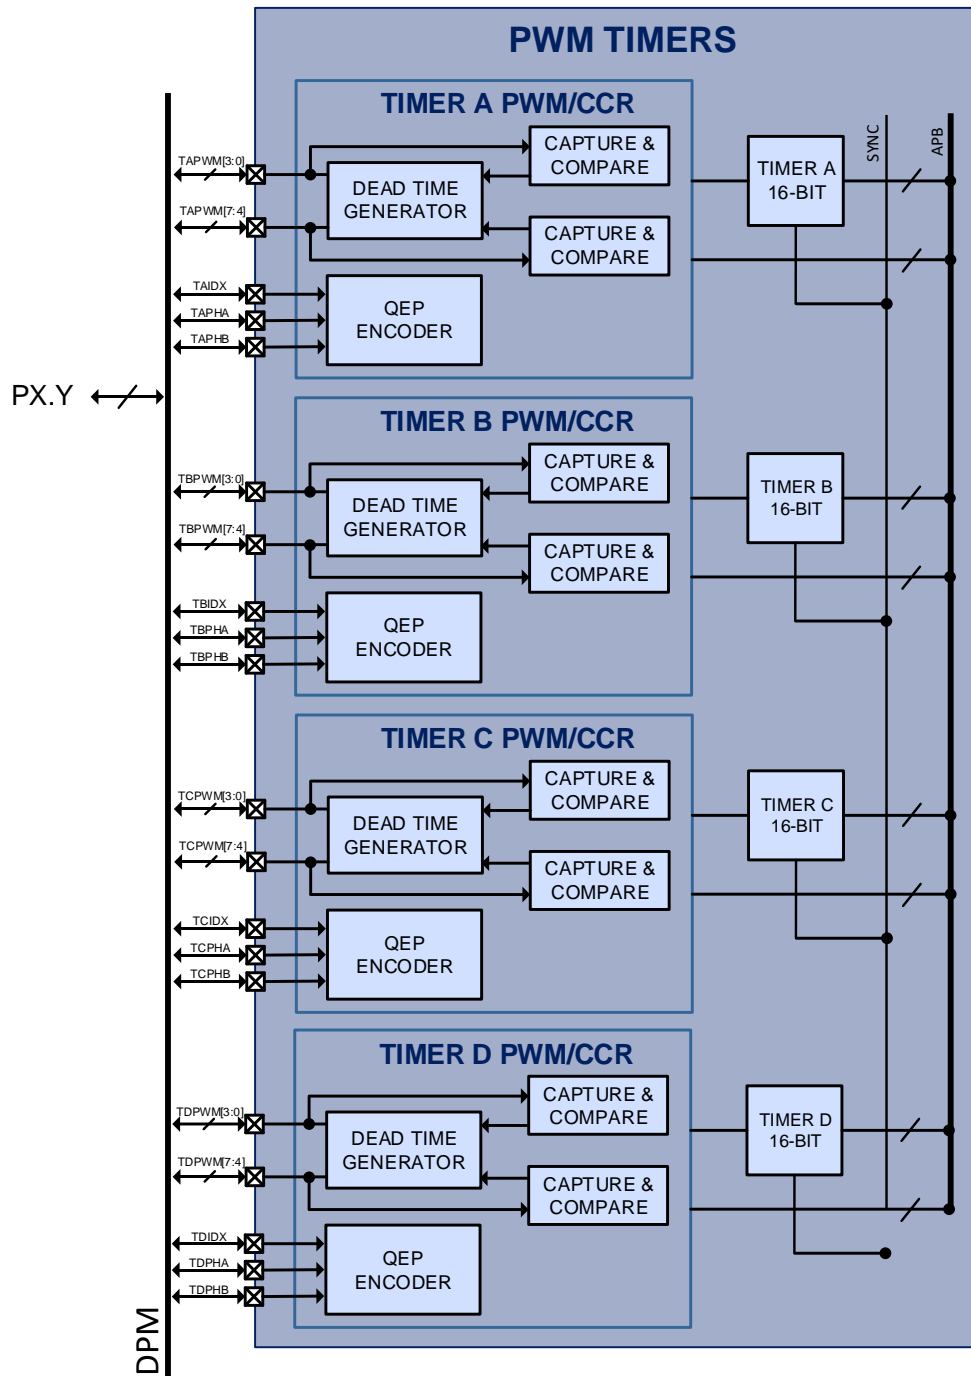 PWM TIMERS
TIMER A PWM/CCR
SYNC
APB
TAPWM[3:0]
CAPTURE &
COMPARE
TIMER A
16-BIT
DEAD TIME
GENERATOR
TAPWM[7:4]
CAPTURE &
COMPARE
TAIDX
TAPHA
TAPHB
QEP
ENCODER
PX.Y
TIMER B PWM/CCR
TBPWM[3:0]
CAPTURE &
COMPARE
TIMER B
16-BIT
DEAD TIME
GENERATOR
TBPWM[7:4]
CAPTURE &
COMPARE
TBIDX
TBPHA
TBPHB
QEP
ENCODER
TIMER C PWM/CCR
TCPWM[3:0]
CAPTURE &
COMPARE
TIMER C
16-BIT
DEAD TIME
GENERATOR
TCPWM[7:4]
CAPTURE &
COMPARE
TCIDX
TCPHA
TCPHB
QEP
ENCODER
TIMER D PWM/CCR
TDPWM[3:0]
CAPTURE &
COMPARE
TIMER D
16-BIT
DEAD TIME
GENERATOR
TDPWM[7:4]
CAPTURE &
COMPARE
TDIDX
TDPHA
TDPHB
QEP
ENCODER
DPM